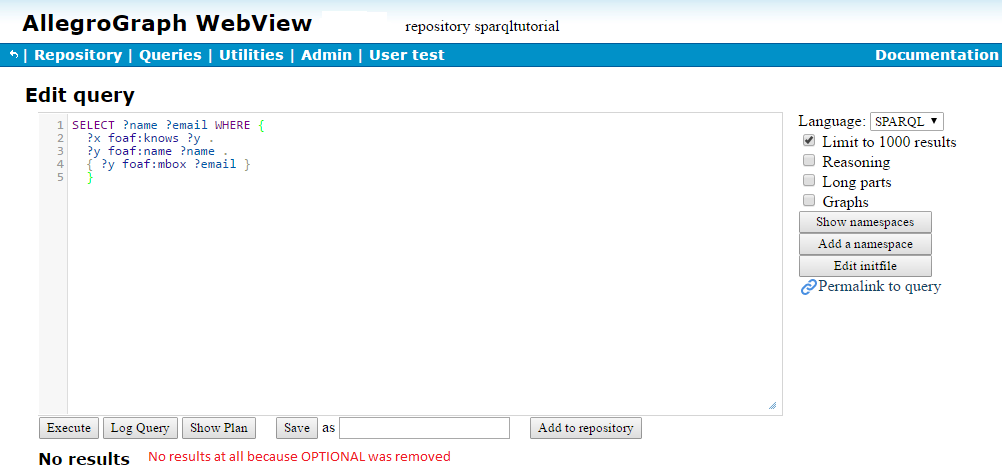 AllegroGraph WebView repository sparqltutorial
| Repository | Queries | Utilities | Admin | User test Documentation
Edit query
1 SELECT ?name ?email WHERE {
2 ?x foaf:knows ?y .
3 ?y foaf:name ?name .
4 { ?y foaf:mbox ?email }
5 }
Language: SPARQL
Limit to 1000 results
Reasoning
Long parts
Graphs
Show namespaces
Add a namespace
Edit initfile
Permalink to query
Execute Log Query Show Plan Save as Add to repository
No results No results at all because OPTIONAL was removed